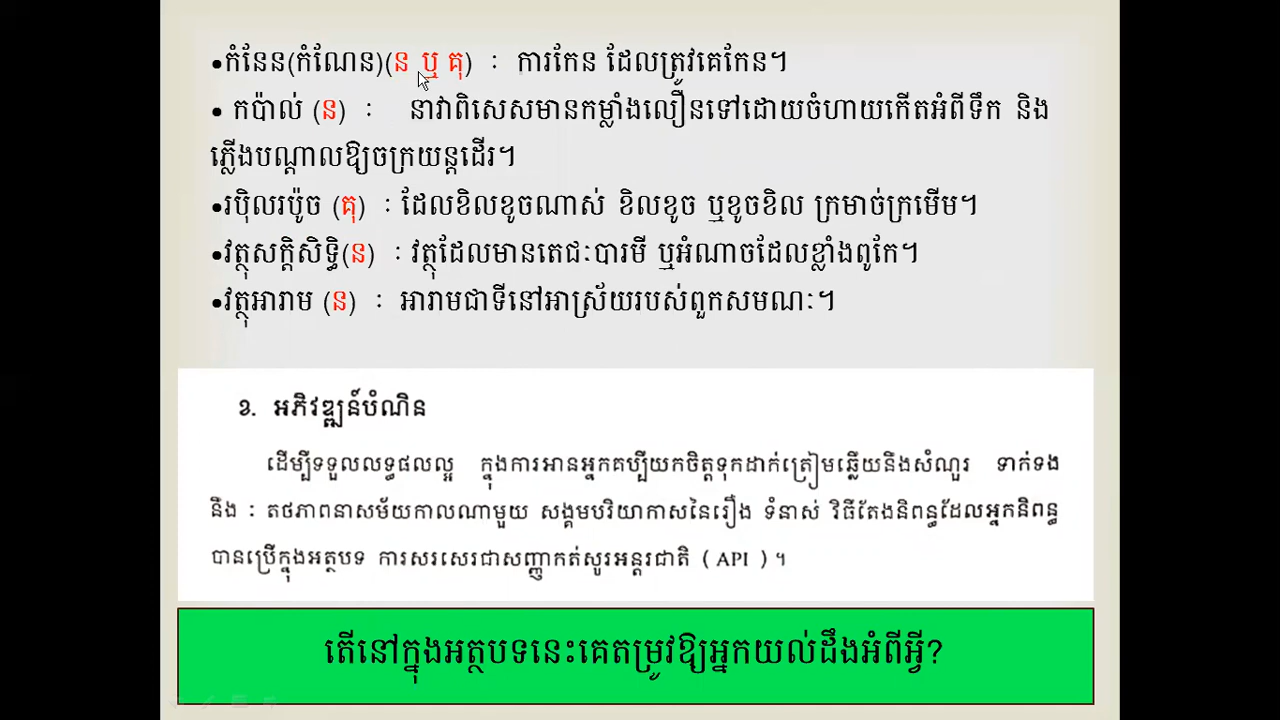 •កំនែន(កំណែន)(ន ឬ គុ) ៈ ការកែន ដែលត្រូវគេកែន។
• កប៉ាល់ (ន) ៈ នាវាពិសេសមានកម្លាំងលឿនទៅដោយចំហាយកើតអំពីទឹក និង
ភ្លើងបណ្ដាលឱ្យចក្រយន្តដើរ។
•របិុលរប៉ូច (គុ) ៈ ដែលខិលខូចណាស់ ខិលខូច ឬខូចខិល ក្រមាច់ក្រមើម។
•វត្ថុសក្ដិសិទ្ធិ(ន) ៈ វត្ថុដែលមានតេជៈបារមី ឬអំណាចដែលខ្លាំងពូកែ។
•វត្ថុអារាម (ន) ៈ អារាមជាទីនៅអាស្រ័យរបស់ពួកសមណៈ។
ខ. អភិវឌ្ឍន៍បំណិន
ដើម្បីទទួលលទ្ធផលល្អ ក្នុងការអានអ្នកគប្បីយកចិត្តទុកដាក់ត្រៀមឆ្លើយនិងសំណួរ ទាក់ទង
និង ៈ តថភាពនាសម័យកាលណាមួយ សង្គមបរិយាកាសនៃរឿង ទំនាស់ វិធីតែងនិពន្ធដែលអ្នកនិពន្ធ
បានប្រើក្នុងអត្ថបទ ការសរសេរជាសញ្ញាកត់សូរអន្តរជាតិ ( API ) ។
តើនៅក្នុងអត្ថបទនេះគេតម្រូវឱ្យអ្នកយល់ដឹងអំពីអ្វី?